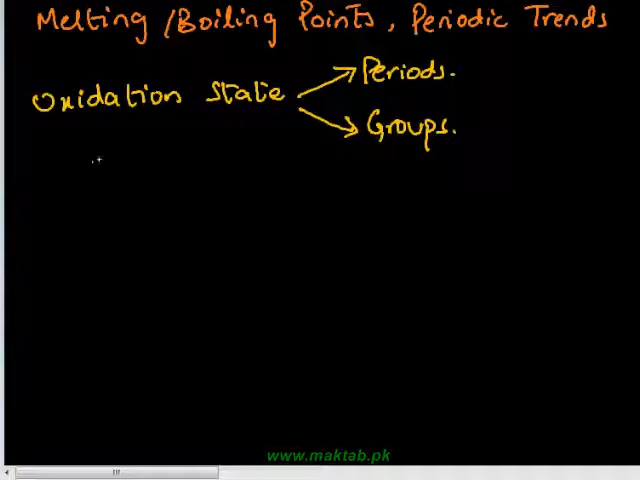 Melting /Boiling Points, Periodic Trends
Oxidation State
Periods.
Groups.
www.maktab.pk